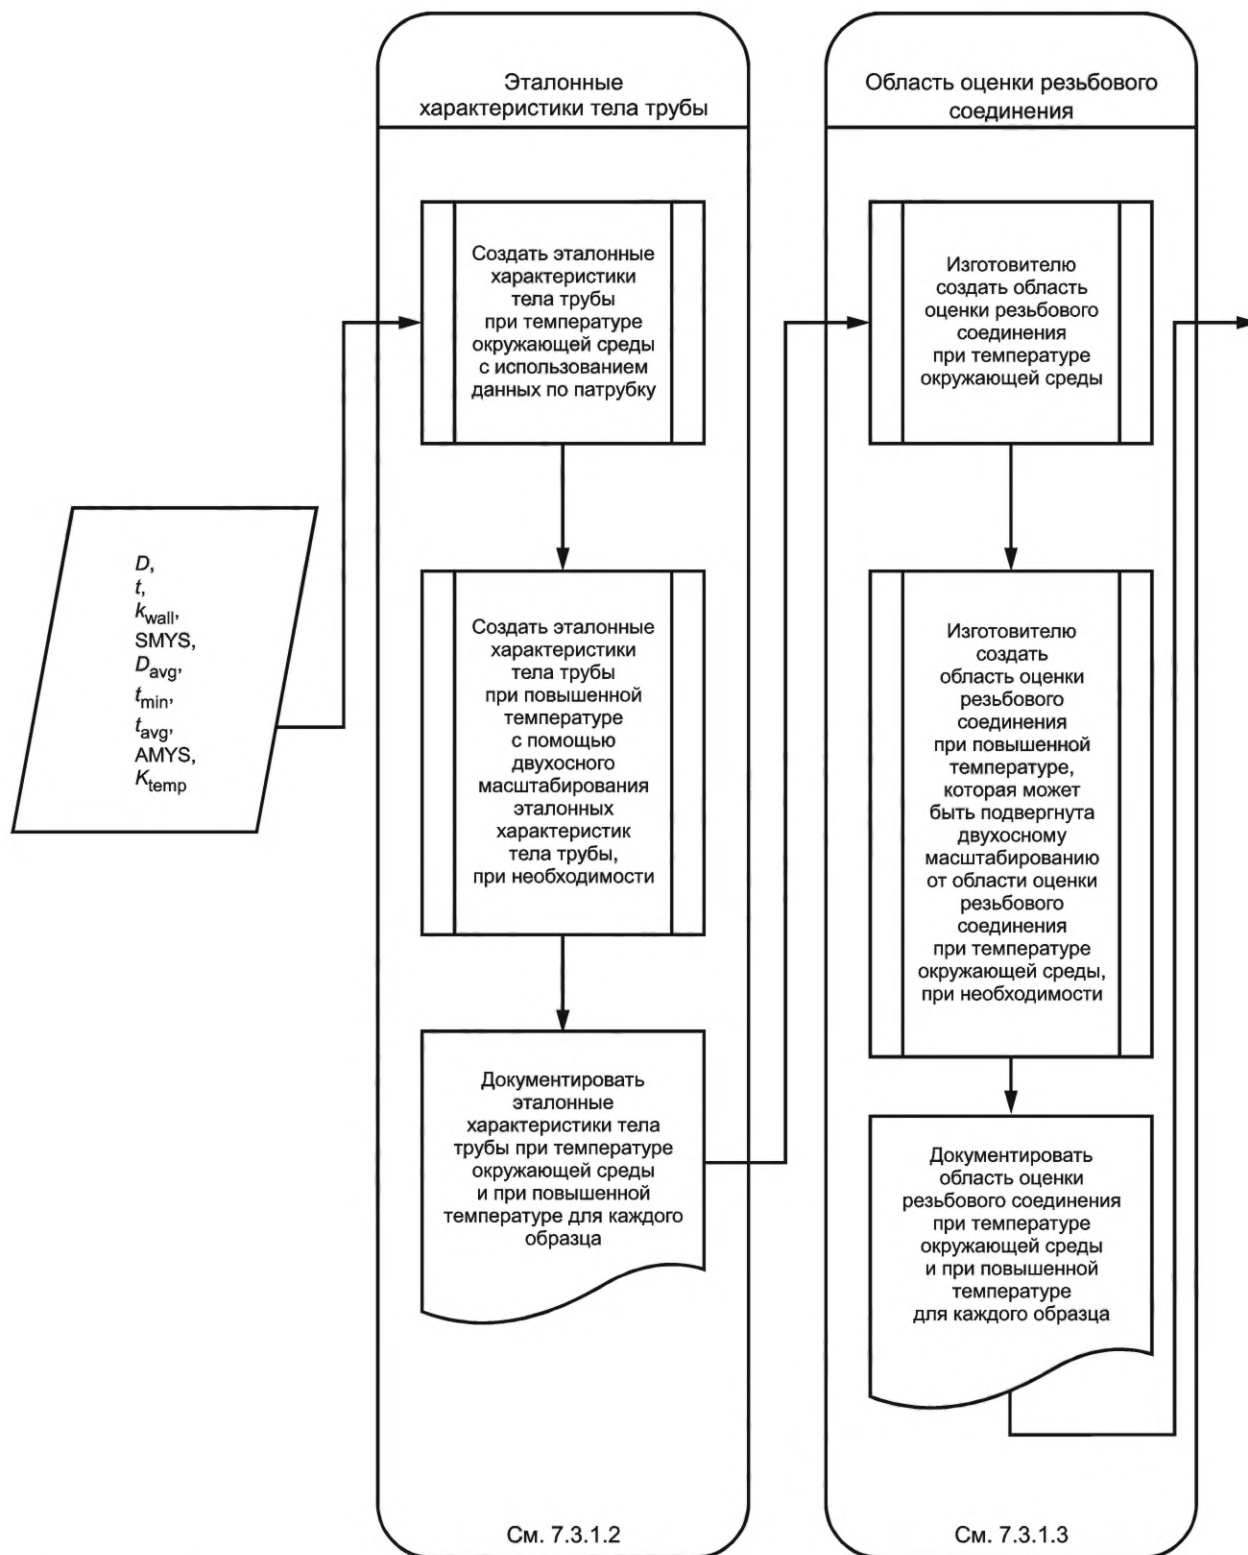 Эталонные
характеристики тела трубы
Создать эталонные
характеристики
тела трубы
при температуре
окружающей среды
с использованием
данных по патрубку
D,
t,
kwall,
SMYS,
Davg,
tmin,
tavg,
AMYS,
Ktemp
Создать эталонные
характеристики
тела трубы
при повышенной
температуре
с помощью
двухосного
масштабирования
эталонных
характеристик
тела трубы,
при необходимости
Документировать
эталонные
характеристики тела
трубы при температуре
окружающей среды
и при повышенной
температуре для каждого
образца
См. 7.3.1.2
Область оценки резьбового
соединения
Изготовителю
создать область
оценки резьбового
соединения
при температуре
окружающей среды
Изготовителю
создать
область оценки
резьбового
соединения
при повышенной
температуре,
которая может
быть подвергнута
двухосному
масштабированию
от области оценки
резьбового
соединения
при температуре
окружающей среды,
при необходимости
Документировать
область оценки
резьбового соединения
при температуре
окружающей среды
и при повышенной
температуре
для каждого образца
См. 7.3.1.3